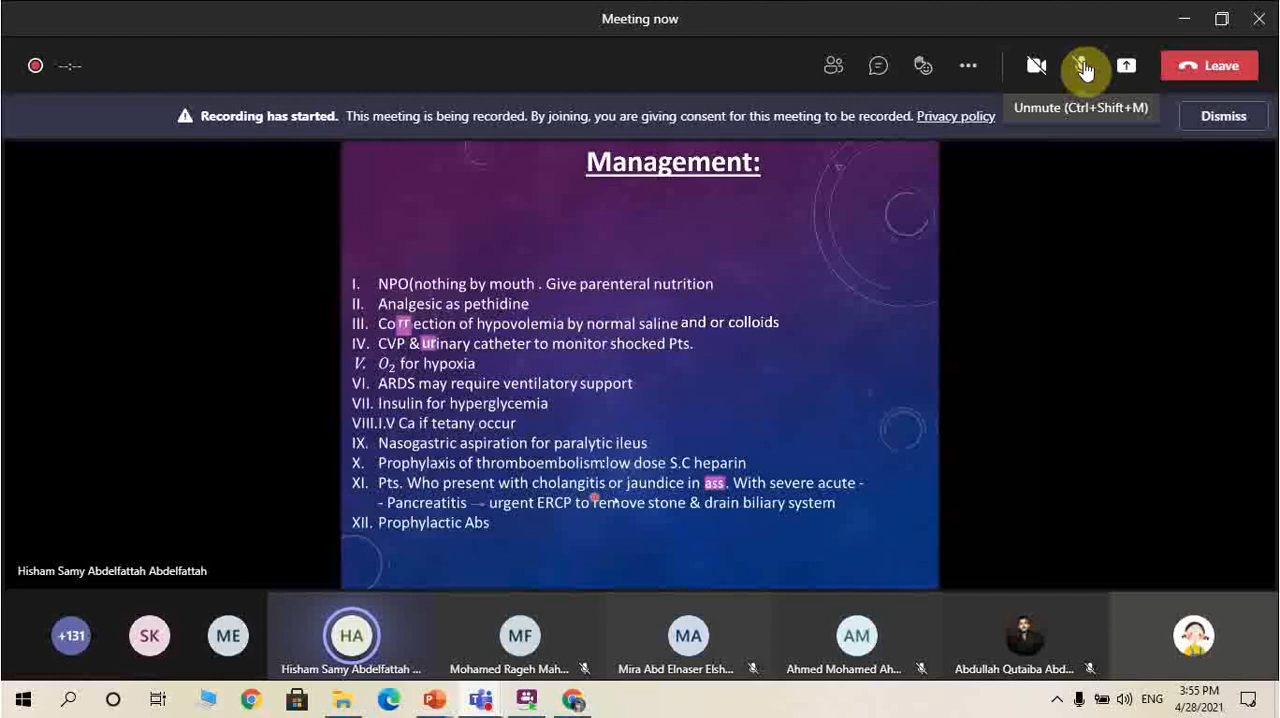 Meeting now
--:--
Leave
Recording has started. This meeting is being recorded. By joining, you are giving consent for this meeting to be recorded. Privacy policy
Unmute (Ctrl+Shift+M)
Dismiss
Management:
I. NPO(nothing by mouth . Give parenteral nutrition
II. Analgesic as pethidine
III. Correction of hypovolemia by normal saline and or colloids
IV. CVP & urinary catheter to monitor shocked Pts.
V. O₂ for hypoxia
VI. ARDS may require ventilatory support
VII. Insulin for hyperglycemia
VIII. I.V Ca if tetany occur
IX. Nasogastric aspiration for paralytic ileus
X. Prophylaxis of thromboembolism:low dose S.C heparin
XI. Pts. Who present with cholangitis or jaundice in ass. With severe acute -
- Pancreatitis → urgent ERCP to remove stone & drain biliary system
XII. Prophylactic Abs
Hisham Samy Abdelfattah Abdelfattah
+131 SK ME HA MF MA AM
Hisham Samy Abdelfattah ... Mohamed Rageh Mah... Mira Abd Elnaser Elsh... Ahmed Mohamed Ah... Abdullah Qutaiba Abd...
ENG
3:55 PM
4/28/2021